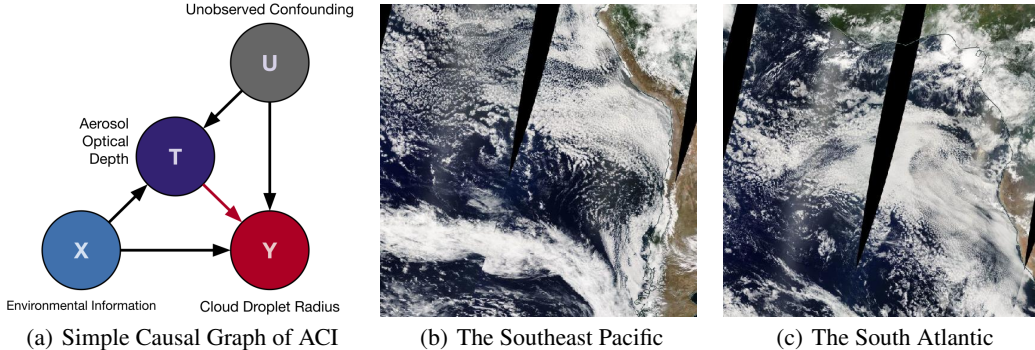 Unobserved Confounding
U
Aerosol
Optical
Depth
T
X
Y
Environmental Information
Cloud Droplet Radius
(a) Simple Causal Graph of ACI
(b) The Southeast Pacific
(c) The South Atlantic